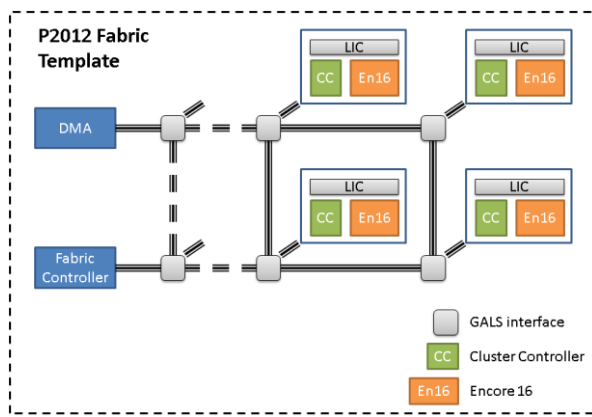 P2012 Fabric
Template
LIC
CC
En16
LIC
CC
En16
DMA
LIC
CC
En16
LIC
CC
En16
Fabric
Controller
GALS interface
CC
Cluster Controller
En16
Encore 16